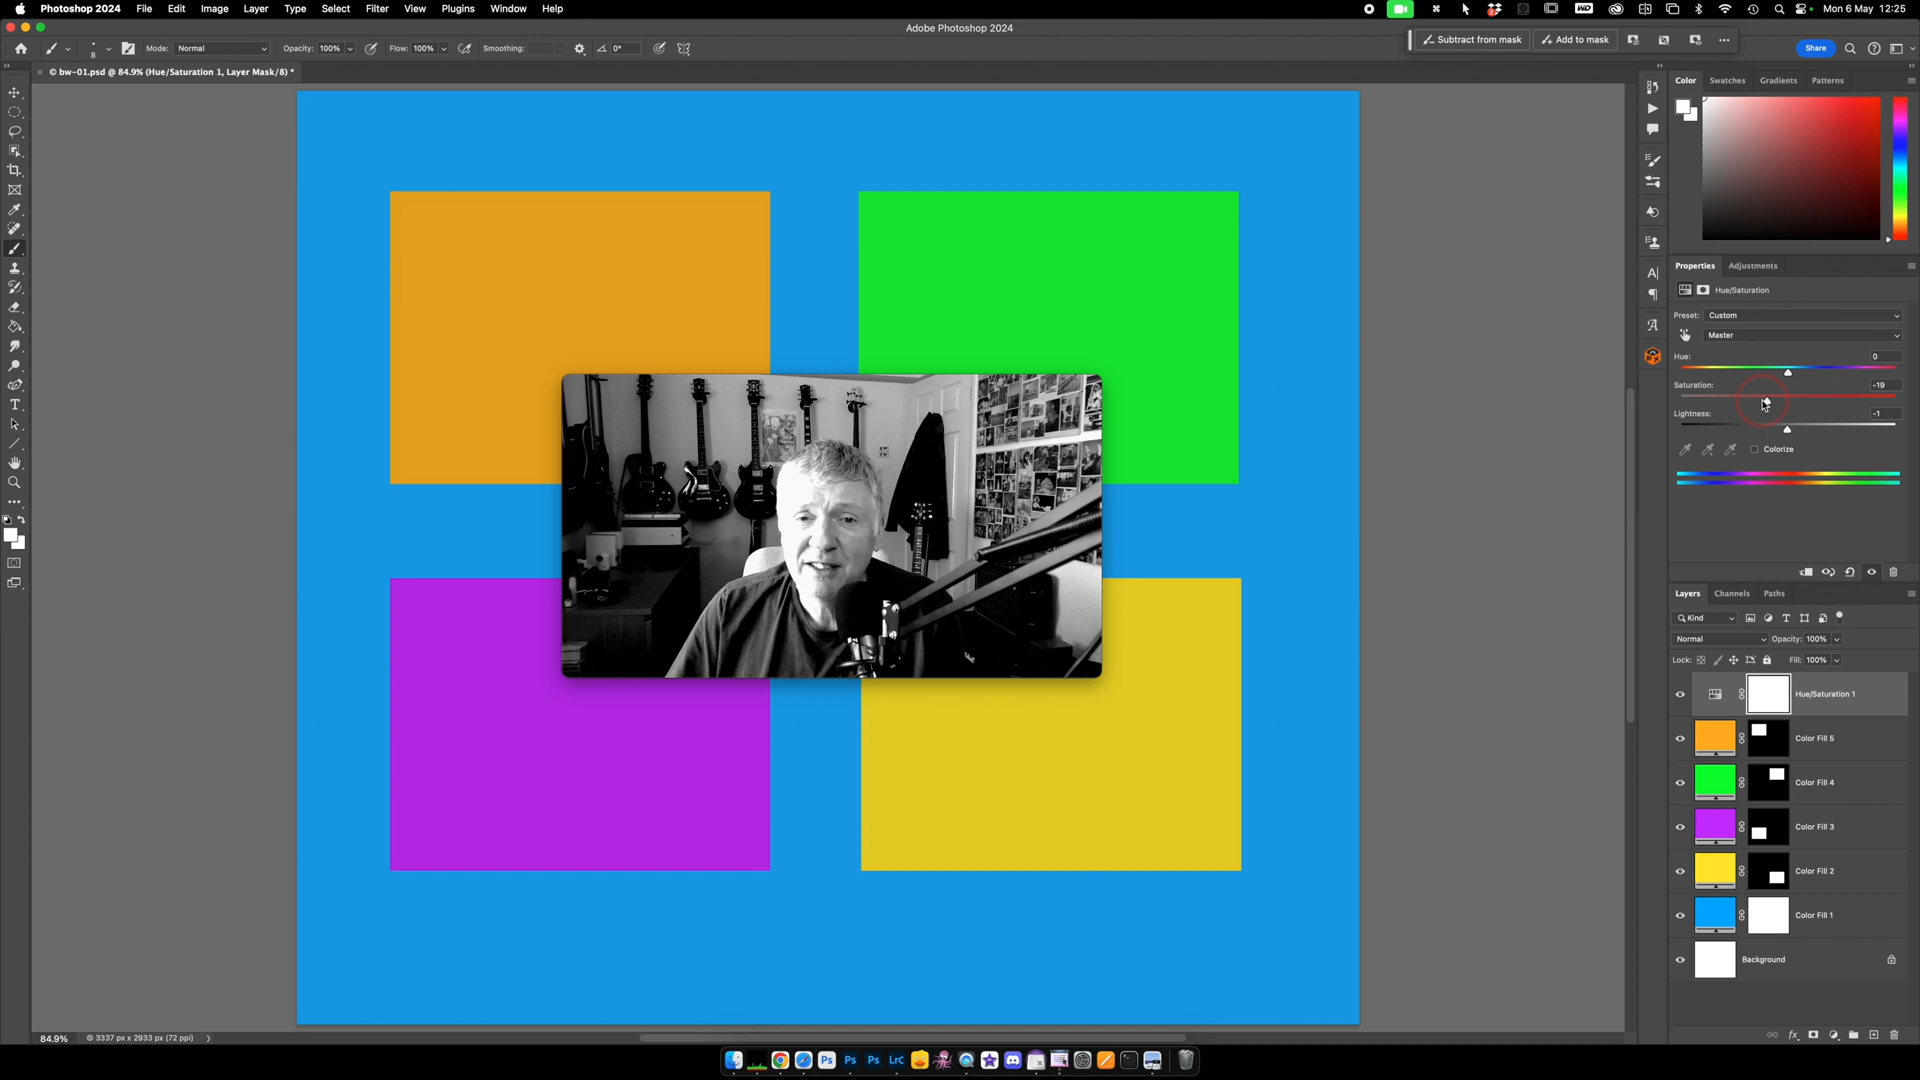 Photoshop 2024 File Edit Image Layer Type Select Filter View Plugins Window Help Mon 6 May 12:25
Adobe Photoshop 2024
Mode: Normal Opacity: 100% Flow: 100% Smoothing: 0° Subtract from mask Add to mask Share
8
© bw-01.psd @ 84.9% (Hue/Saturation 1, Layer Mask/8) *
Color Swatches Gradients Patterns
Properties Adjustments
Hue/Saturation
Preset: Custom
Master
Hue: 0
Saturation: -19
Lightness: -1
Colorize
Layers Channels Paths
Kind
Normal Opacity: 100%
Lock: Fill: 100%
Hue/Saturation 1
Color Fill 5
Color Fill 4
Color Fill 3
Color Fill 2
Color Fill 1
Background
84.9% 3337 px x 2933 px (72 ppi)
Ps Ps Ps LrC